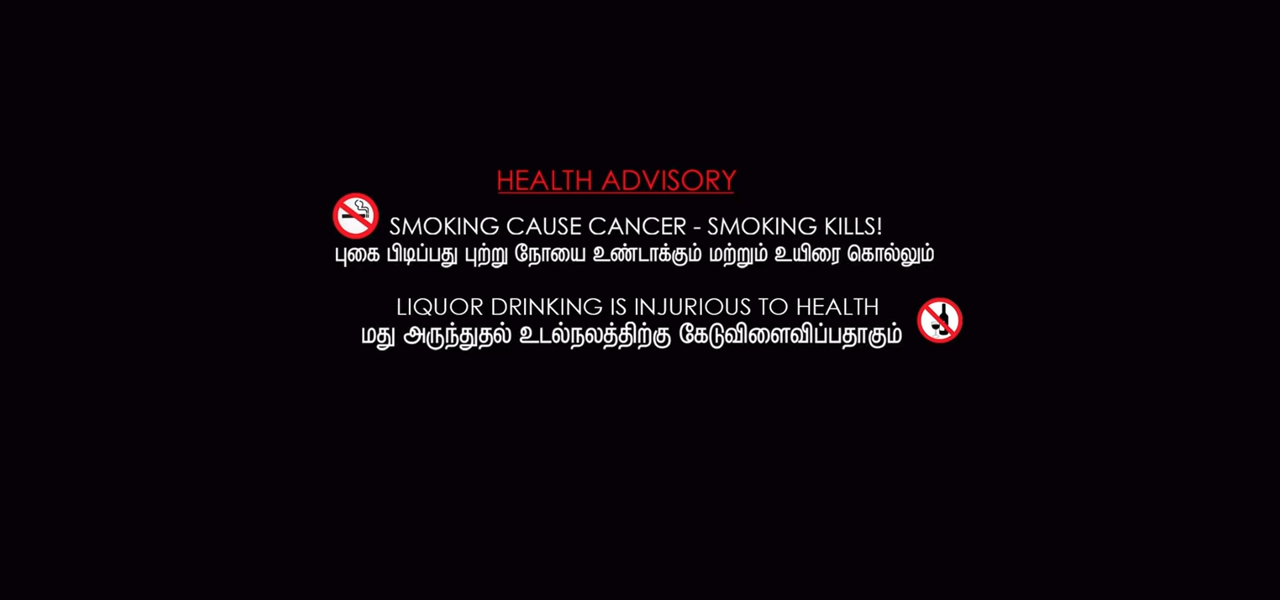 HEALTH ADVISORY
SMOKING CAUSE CANCER - SMOKING KILLS!
புகை பிடிப்பது புற்று நோயை உண்டாக்கும் மற்றும் உயிரை கொல்லும்
LIQUOR DRINKING IS INJURIOUS TO HEALTH
மது அருந்துதல் உடல்நலத்திற்கு கேடுவிளைவிப்பதாகும்